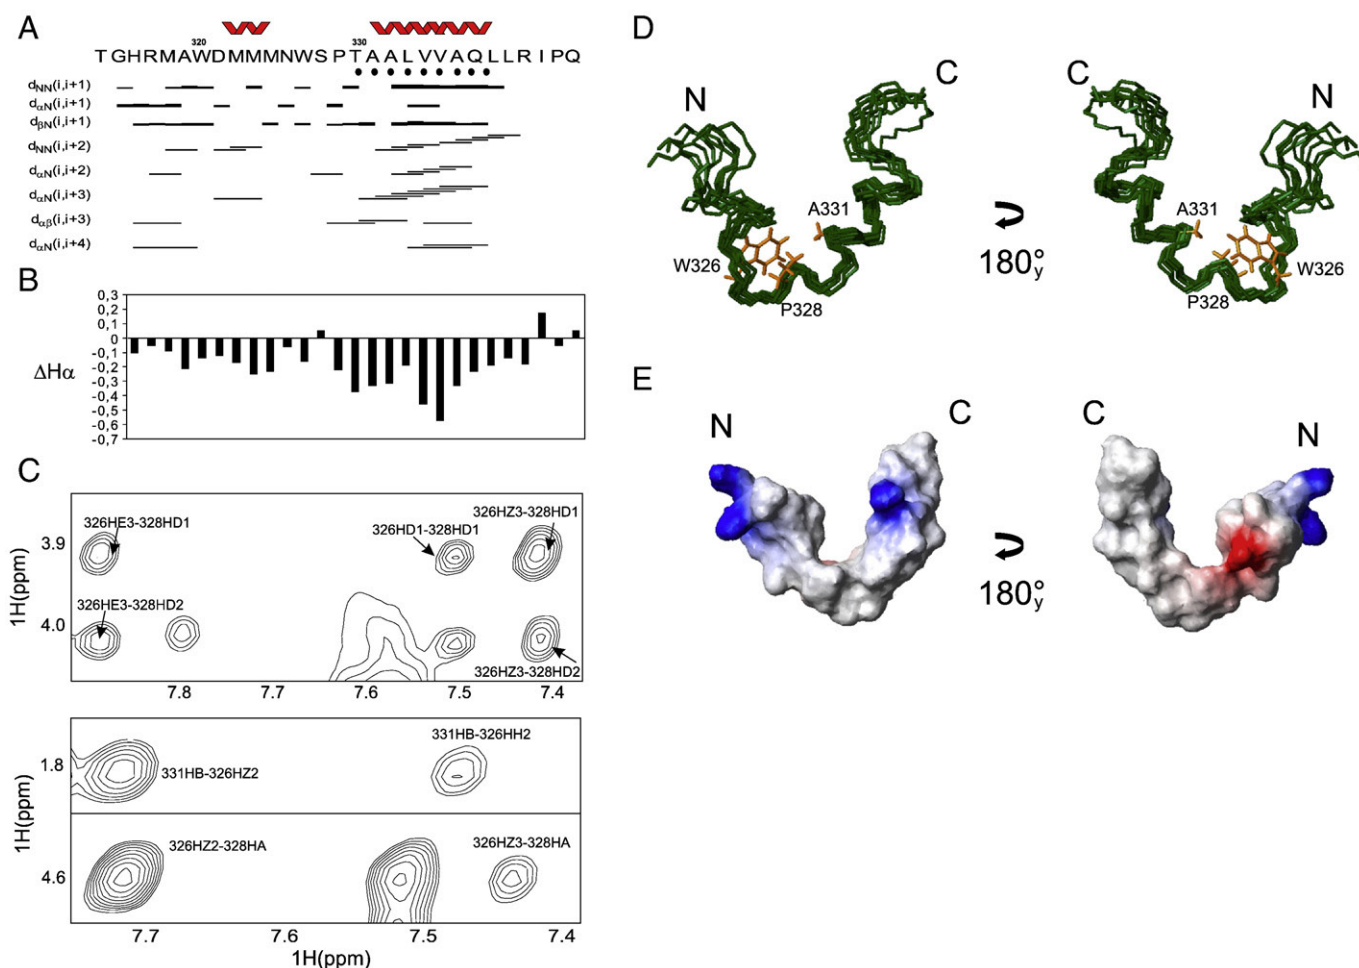 A
320
330
TGHRMAWDMMMNWSPTAALVVAQLLRIPQ
dNN(i,i+1)
dαN(i,i+1)
dβN(i,i+1)
dNN(i,i+2)
dαN(i,i+2)
dαN(i,i+3)
dαβ(i,i+3)
dαN(i,i+4)
B
0,3
0,2
0,1
0
-0,1
-0,2
-0,3
-0,4
-0,5
-0,6
-0,7
ΔHα
C
326HE3-328HD1
326HD1-328HD1
326HZ3-328HD1
326HE3-328HD2
326HZ3-328HD2
3.9
4.0
1H(ppm)
7.8 7.7 7.6 7.5 7.4
331HB-326HZ2
331HB-326HH2
1.8
326HZ2-328HA
326HZ3-328HA
4.6
1H(ppm)
7.7 7.6 7.5 7.4
1H(ppm)
D
N
C
A331
W326
P328
180°y
C
N
A331
W326
P328
E
N
C
180°y
C
N